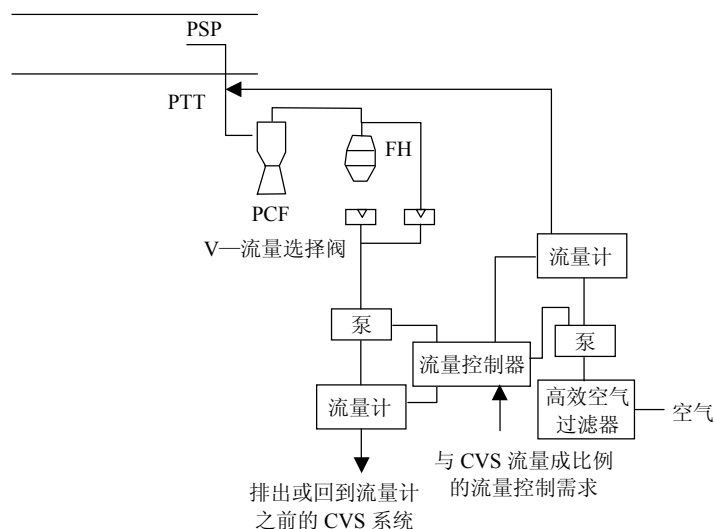 PSP
PTT
FH
PCF
V—流量选择阀
流量计
泵
泵
流量控制器
流量计
高效空气
过滤器
空气
与 CVS 流量成比例
的流量控制需求
排出或回到流量计
之前的 CVS 系统